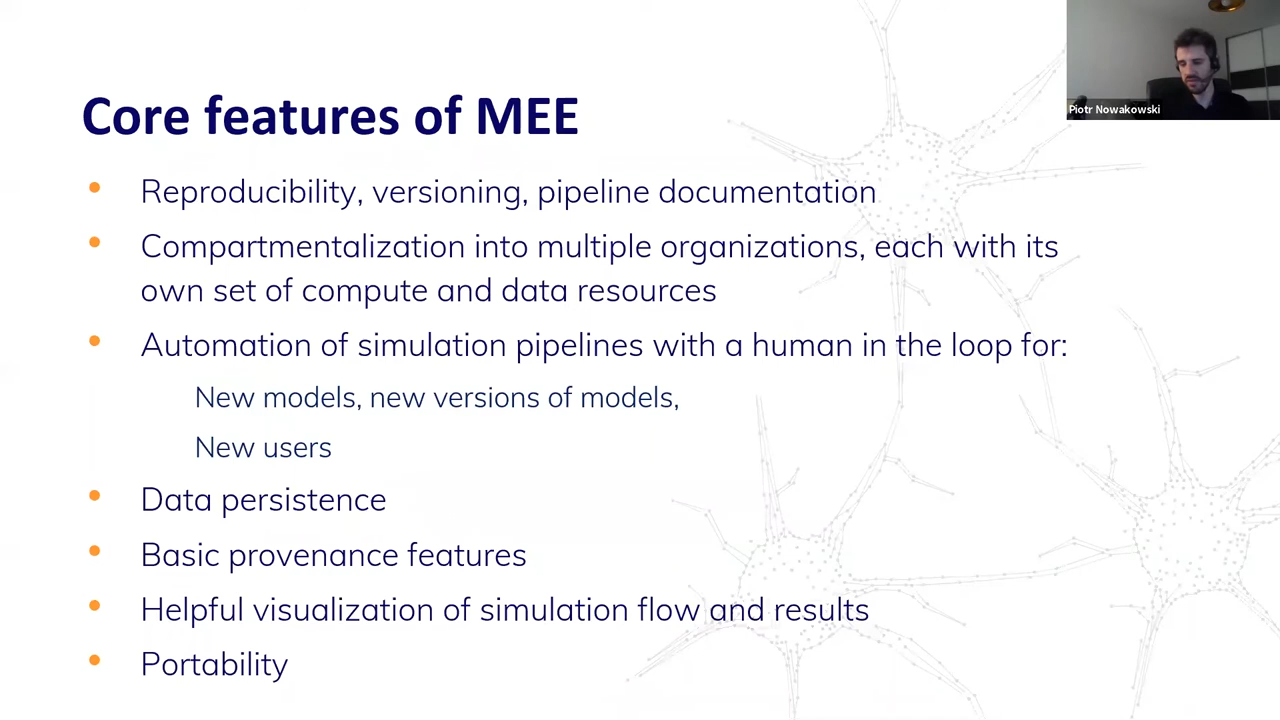 Piotr Nowakowski
Core features of MEE
Reproducibility, versioning, pipeline documentation
Compartmentalization into multiple organizations, each with its
own set of compute and data resources
Automation of simulation pipelines with a human in the loop for:
New models, new versions of models,
New users
Data persistence
Basic provenance features
Helpful visualization of simulation flow and results
Portability